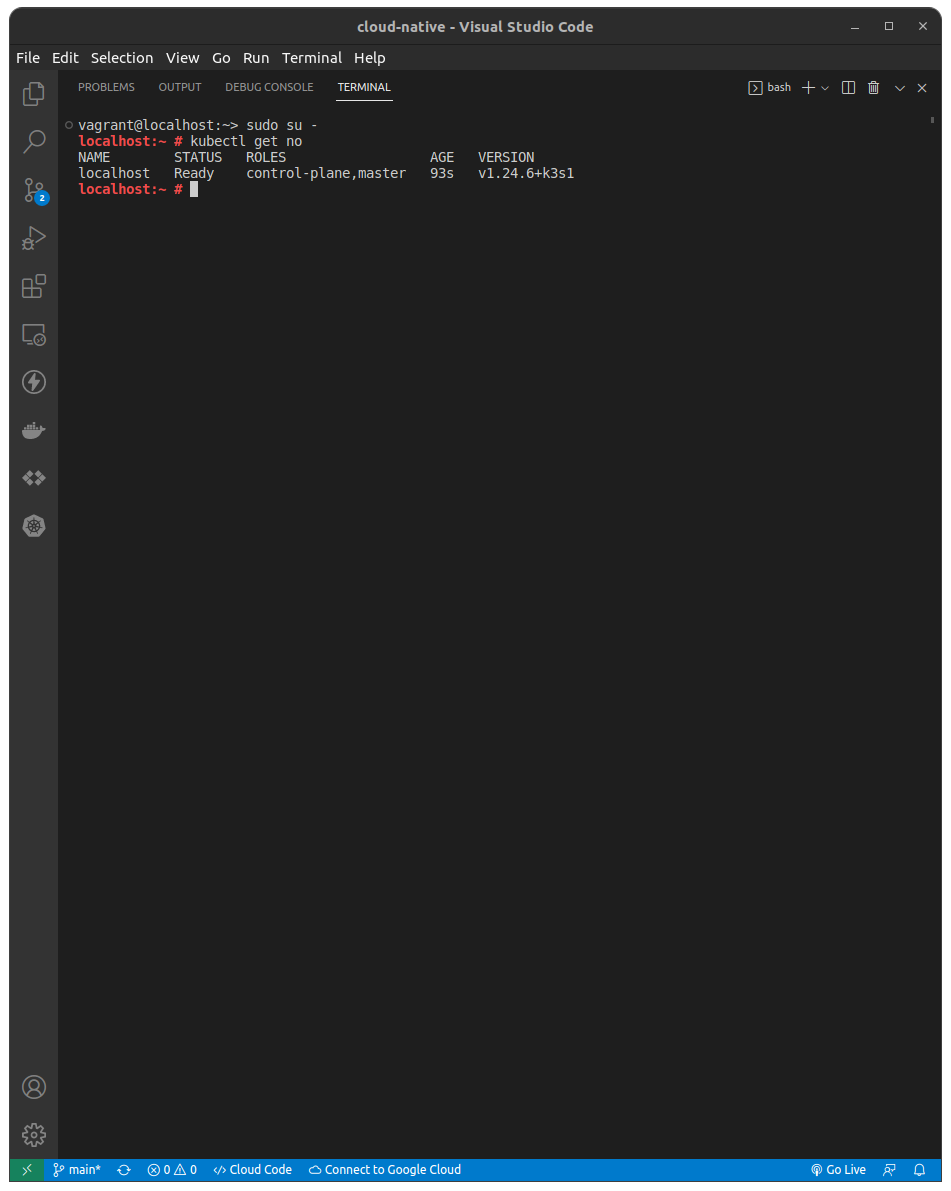 cloud-native - Visual Studio Code
File Edit Selection View Go Run Terminal Help
PROBLEMS OUTPUT DEBUG CONSOLE TERMINAL bash
vagrant@localhost:~> sudo su -
localhost:~ # kubectl get no
NAME STATUS ROLES AGE VERSION
localhost Ready control-plane,master 93s v1.24.6+k3s1
localhost:~ #
2
main* 0 0 Cloud Code Connect to Google Cloud Go Live